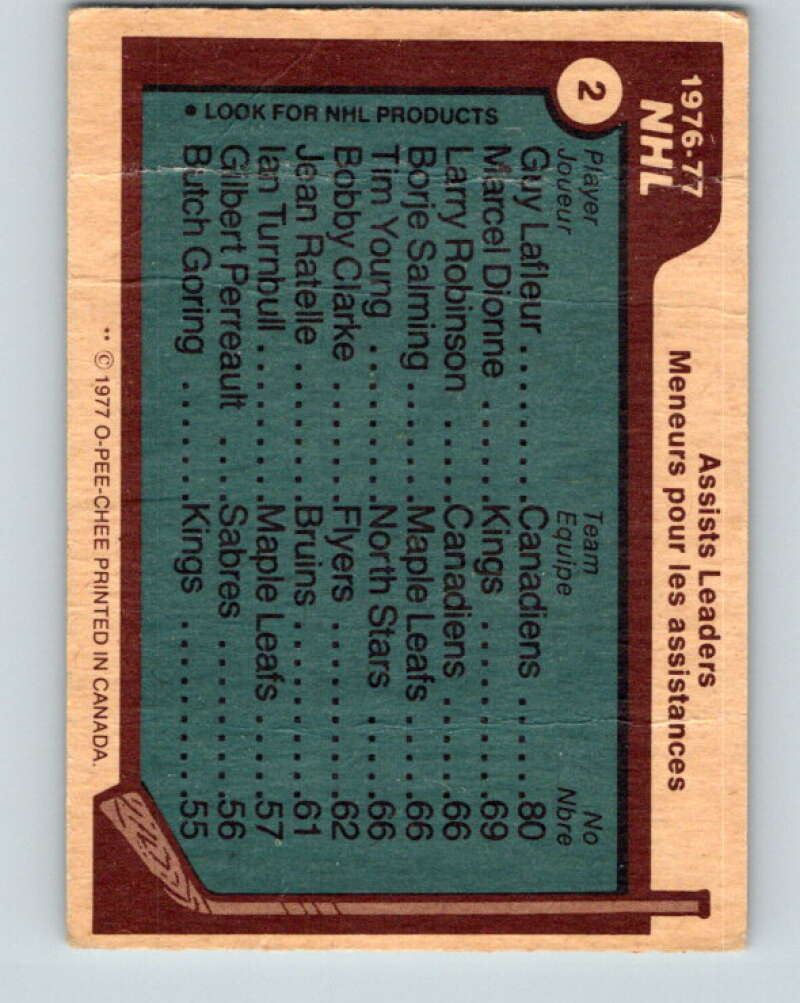 1976-77
NHL
Assists Leaders
Meneurs pour les assistances
2
Player Team No
Joueur Equipe Nbre
Guy Lafleur ........Canadiens .....80
Marcel Dionne .....Kings ........69
Larry Robinson ....Canadiens .....66
Borje Salming ......Maple Leafs ....66
Tim Young ........North Stars ....66
Bobby Clarke ......Flyers ........62
Jean Ratelle .......Bruins ........61
Ian Turnbull ........Maple Leafs ....57
Gilbert Perreault ....Sabres .......56
Butch Goring .......Kings ........55
• LOOK FOR NHL PRODUCTS
** © 1977 O-PEE-CHEE PRINTED IN CANADA.